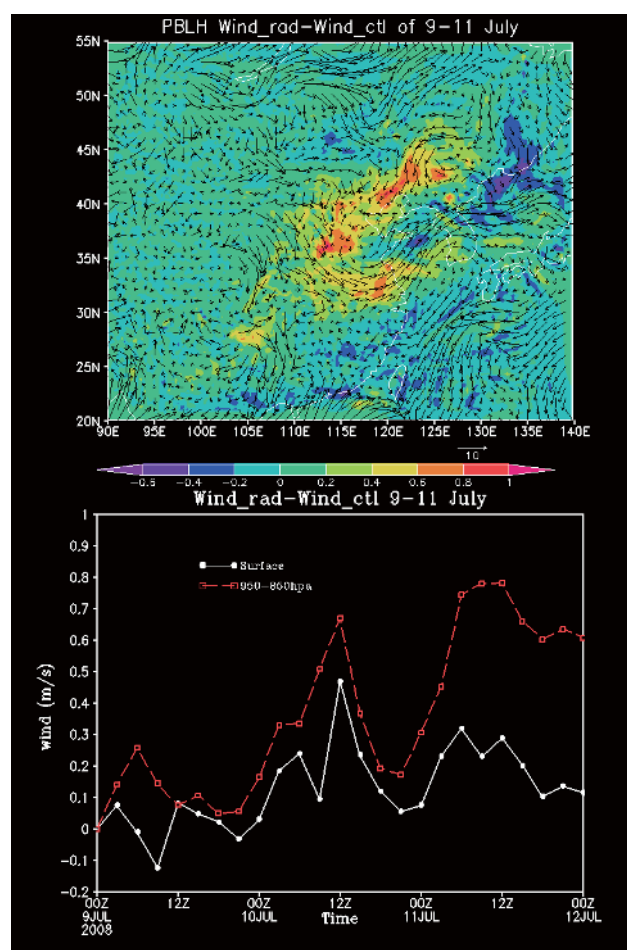 PBLH Wind_rad-Wind_ctl of 9-11 July
55N
50N
45N
40N
35N
30N
25N
20N
90E 95E 100E 105E 110E 115E 120E 125E 130E 135E 140E
10
-0.6 -0.4 -0.2 0 0.2 0.4 0.6 0.8 1
Wind_rad-Wind_ctl 9-11 July
1
0.9
0.8
0.7
0.6
0.5
0.4
0.3
0.2
0.1
0
-0.1
-0.2
wind (m/s)
Surface
950-850hpa
00Z 12Z 00Z 12Z 00Z 12Z 00Z
9JUL 10JUL 11JUL 12JUL
2008
Time